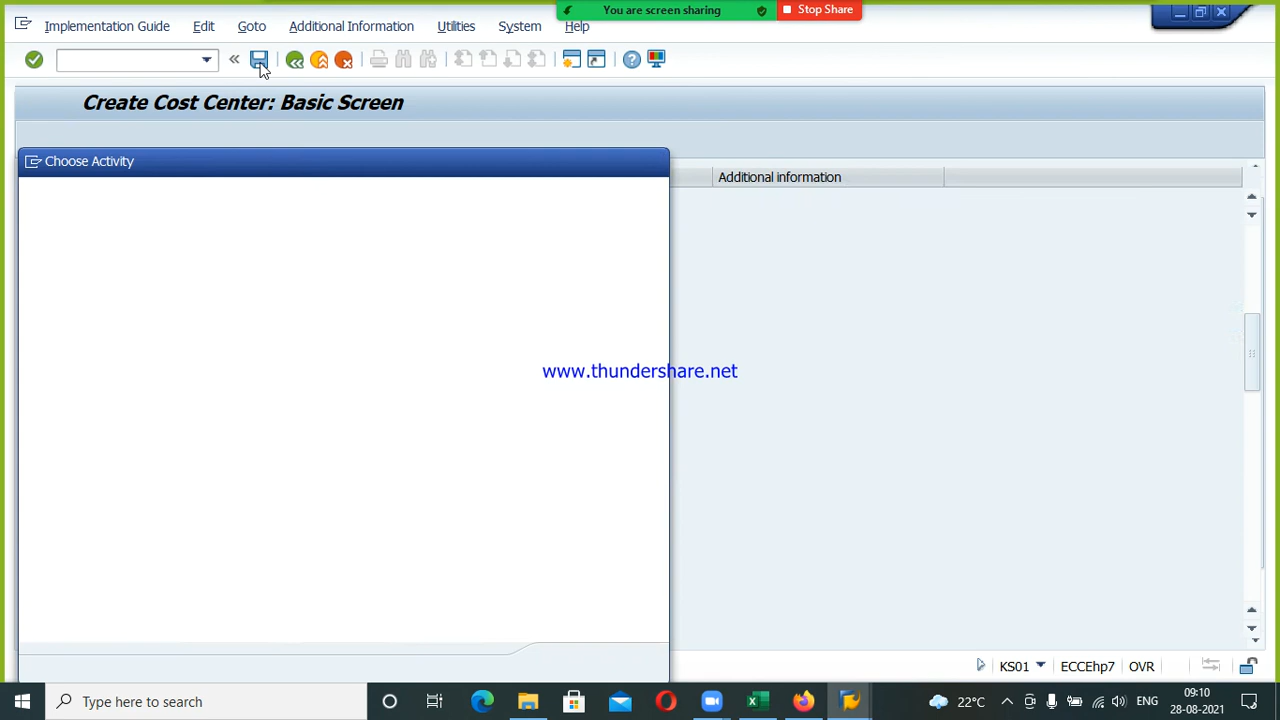 You are screen sharing
Stop Share
Implementation Guide Edit Goto Additional Information Utilities System Help
Create Cost Center: Basic Screen
Choose Activity
Additional information
www.thundershare.net
KS01 ECCEhp7 OVR
Type here to search
22°C
ENG
09:10
28-08-2021